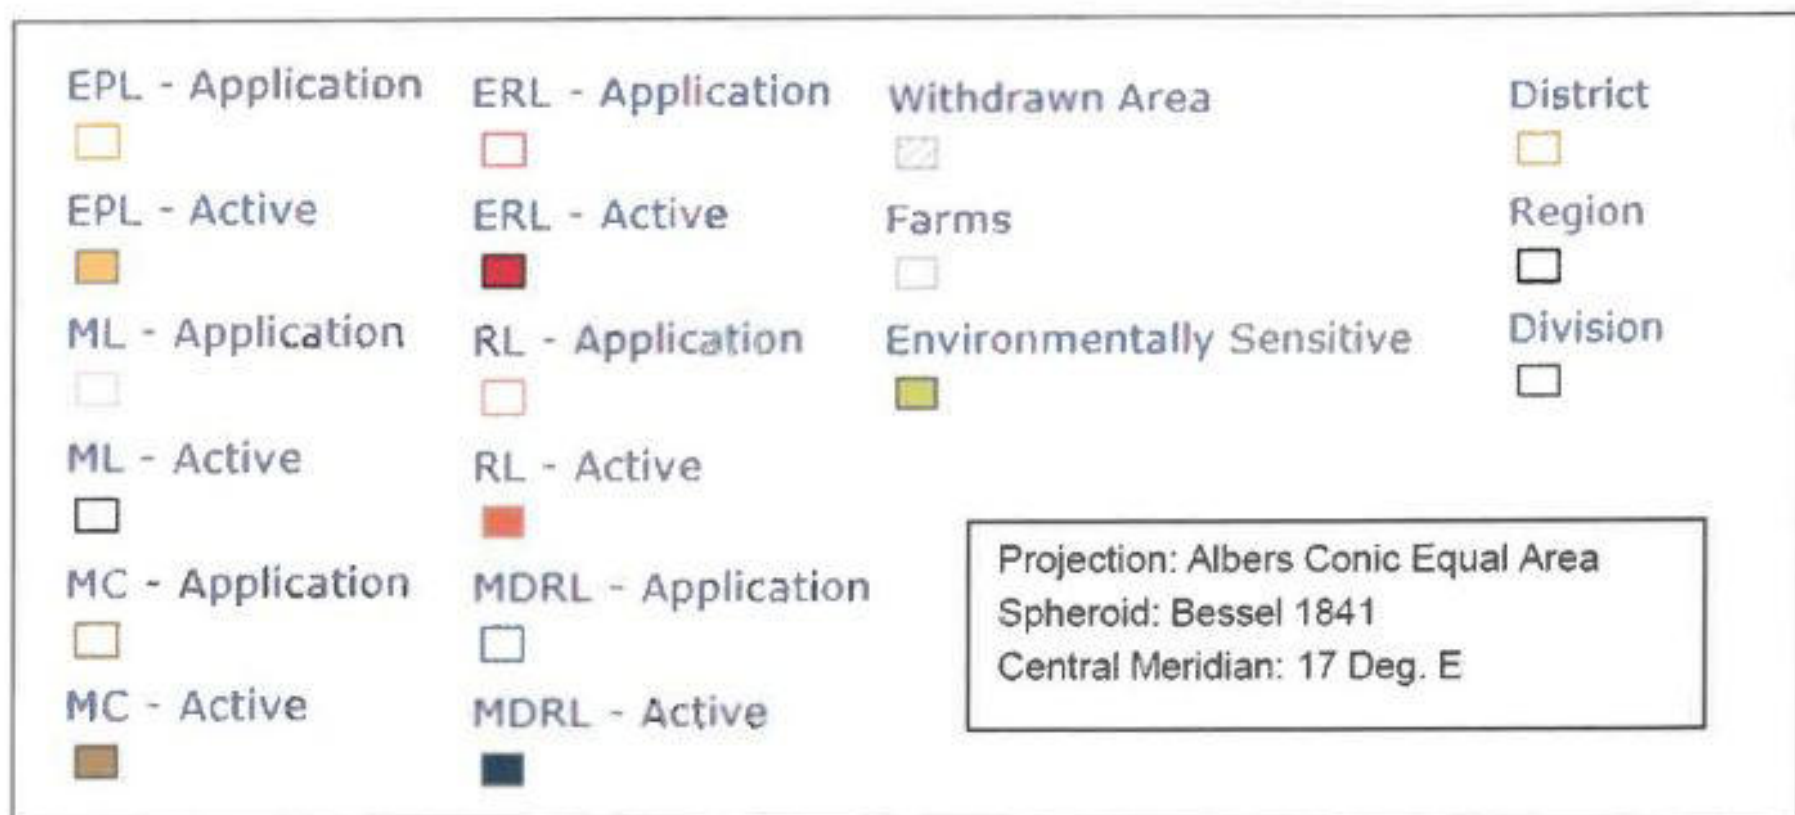 EPL - Application
EPL - Active
ML - Application
ML - Active
MC - Application
MC - Active
ERL - Application
ERL - Active
RL - Application
RL - Active
MDRL - Application
MDRL - Active
Withdrawn Area
Farms
Environmentally Sensitive
District
Region
Division
Projection: Albers Conic Equal Area
Spheroid: Bessel 1841
Central Meridian: 17 Deg. E